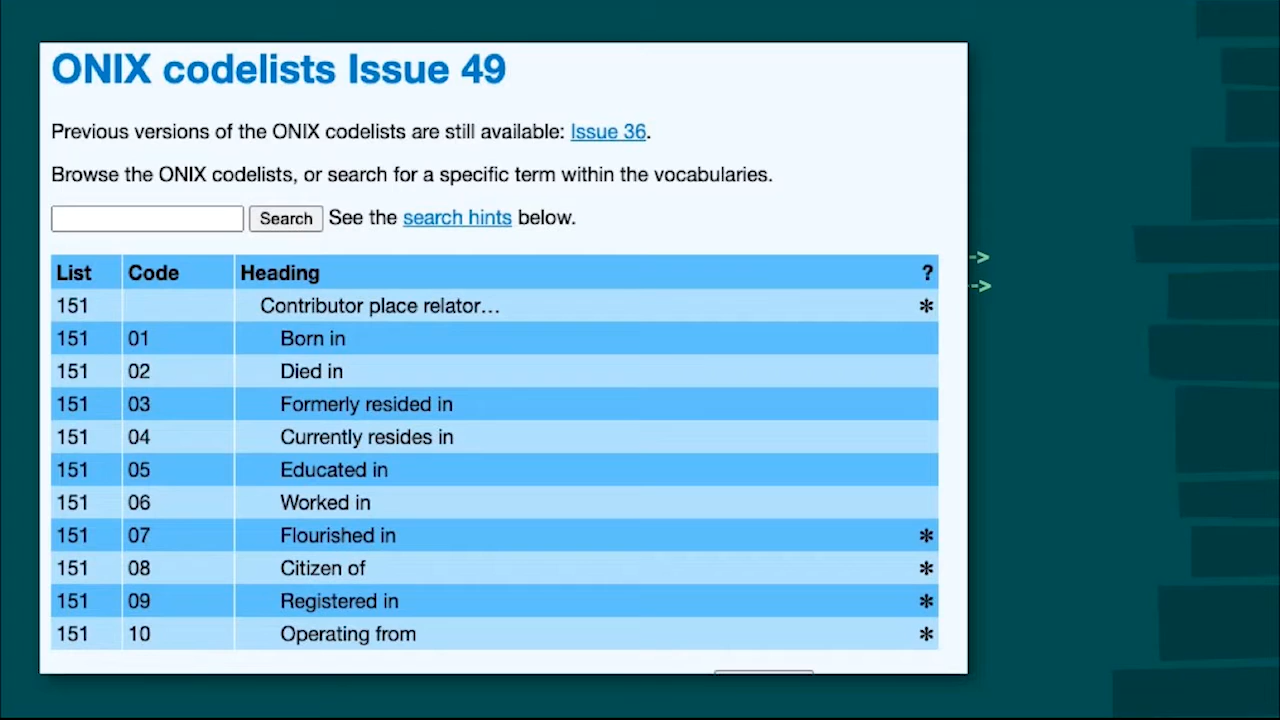 ONIX codelists Issue 49
Previous versions of the ONIX codelists are still available: Issue 36.
Browse the ONIX codelists, or search for a specific term within the vocabularies.
Search See the search hints below.
List Code Heading ?
151 Contributor place relator… *
151 01 Born in
151 02 Died in
151 03 Formerly resided in
151 04 Currently resides in
151 05 Educated in
151 06 Worked in
151 07 Flourished in *
151 08 Citizen of *
151 09 Registered in *
151 10 Operating from *
->
->